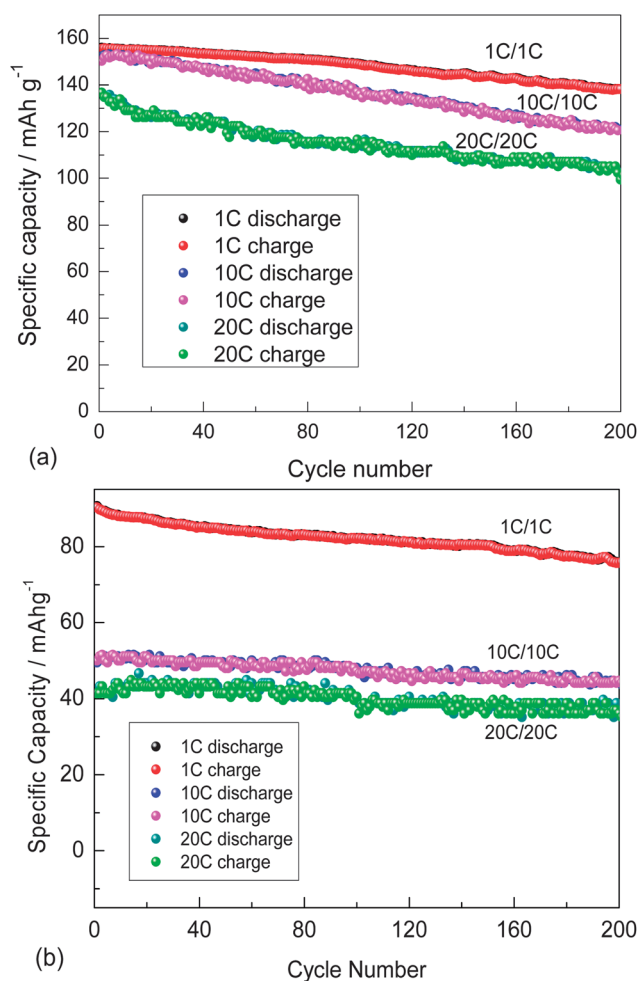 160
140
120
100
80
60
40
20
0
Specific capacity / mAh g-1
1C/1C
10C/10C
20C/20C
1C discharge
1C charge
10C discharge
10C charge
20C discharge
20C charge
0 40 80 120 160 200
(a)
Cycle number
80
60
40
20
0
Specific Capacity / mAhg-1
1C/1C
10C/10C
20C/20C
1C discharge
1C charge
10C discharge
10C charge
20C discharge
20C charge
0 40 80 120 160 200
(b)
Cycle Number